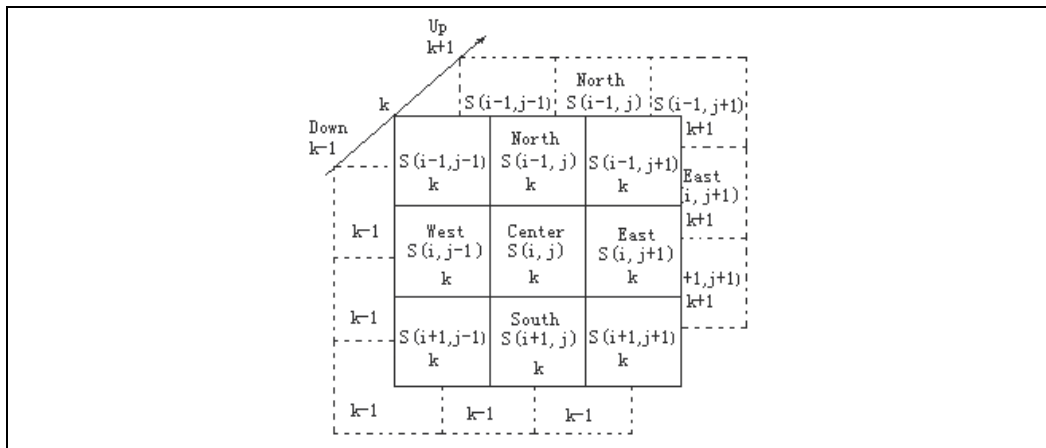 Up
k+1
North
S(i-1,j-1) S(i-1,j) S(i-1,j+1)
k+1
k
Down
k-1
North
S(i-1,j-1) S(i-1,j) S(i-1,j+1)
k k k
East
i,j+1)
k+1
k-1
West Center East
S(i,j-1) S(i,j) S(i,j+1)
k k k
+1,j+1)
k+1
k-1
South
S(i+1,j-1) S(i+1,j) S(i+1,j+1)
k k k
k-1 k-1 k-1